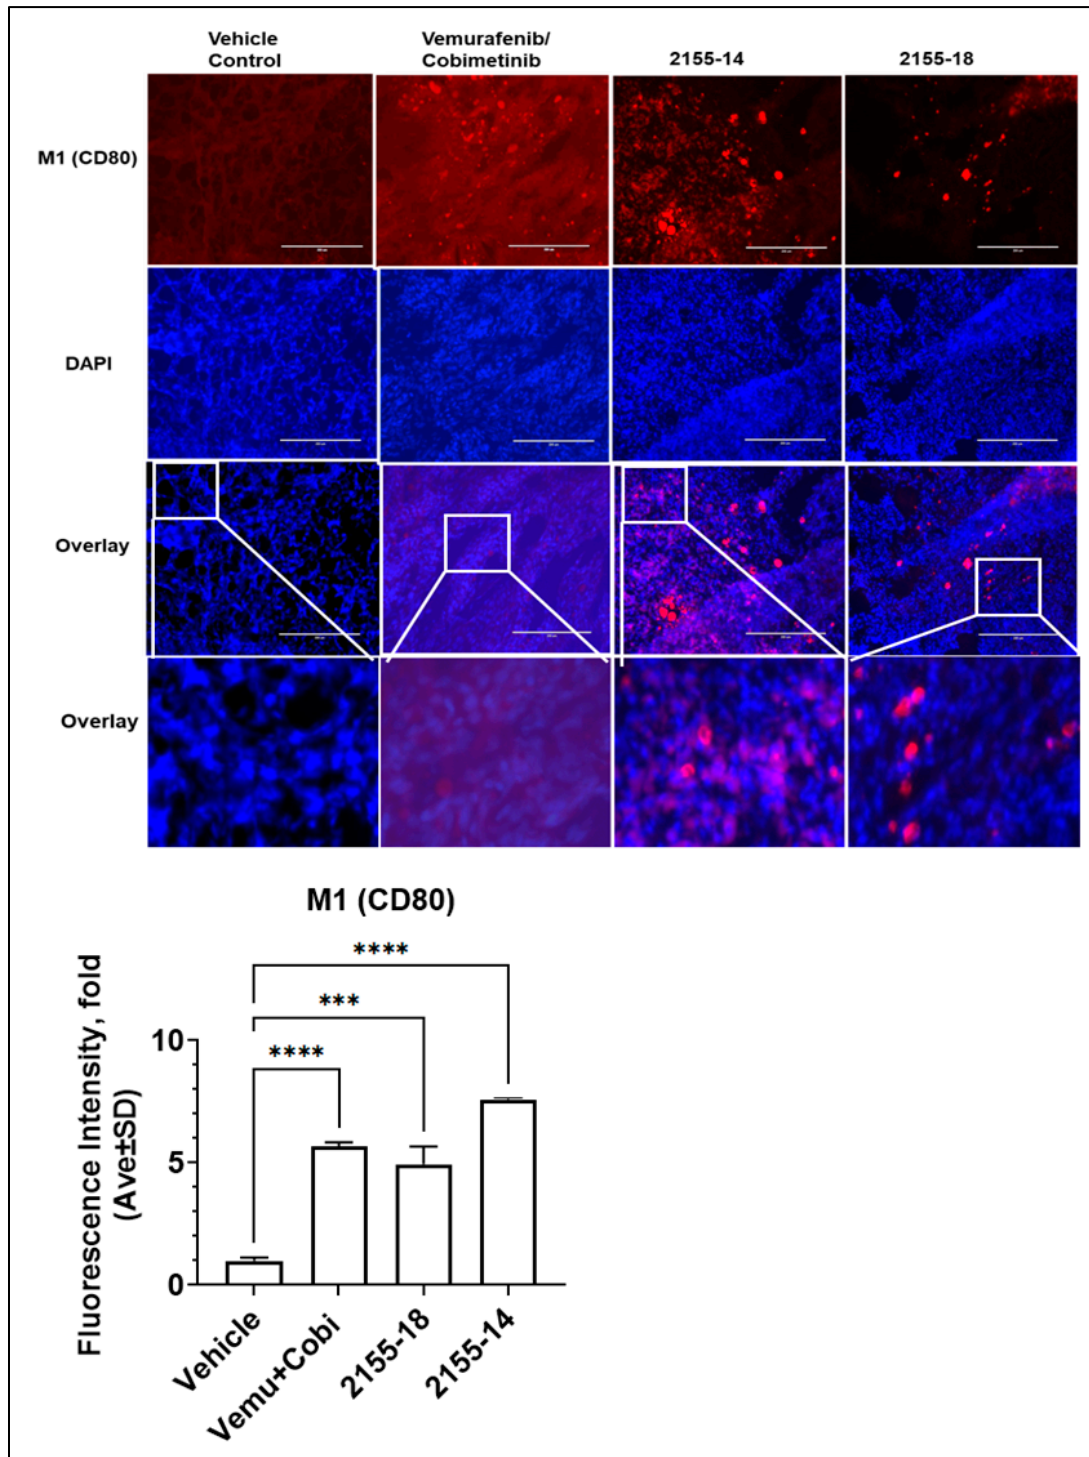 Vehicle
Control
Vemurafenib/
Cobimetinib
2155-14
2155-18
M1 (CD80)
DAPI
Overlay
Overlay
M1 (CD80)
****
***
****
Fluorescence Intensity, fold
(Ave±SD)
10
5
0
Vehicle
Vemu+Cobi
2155-18
2155-14